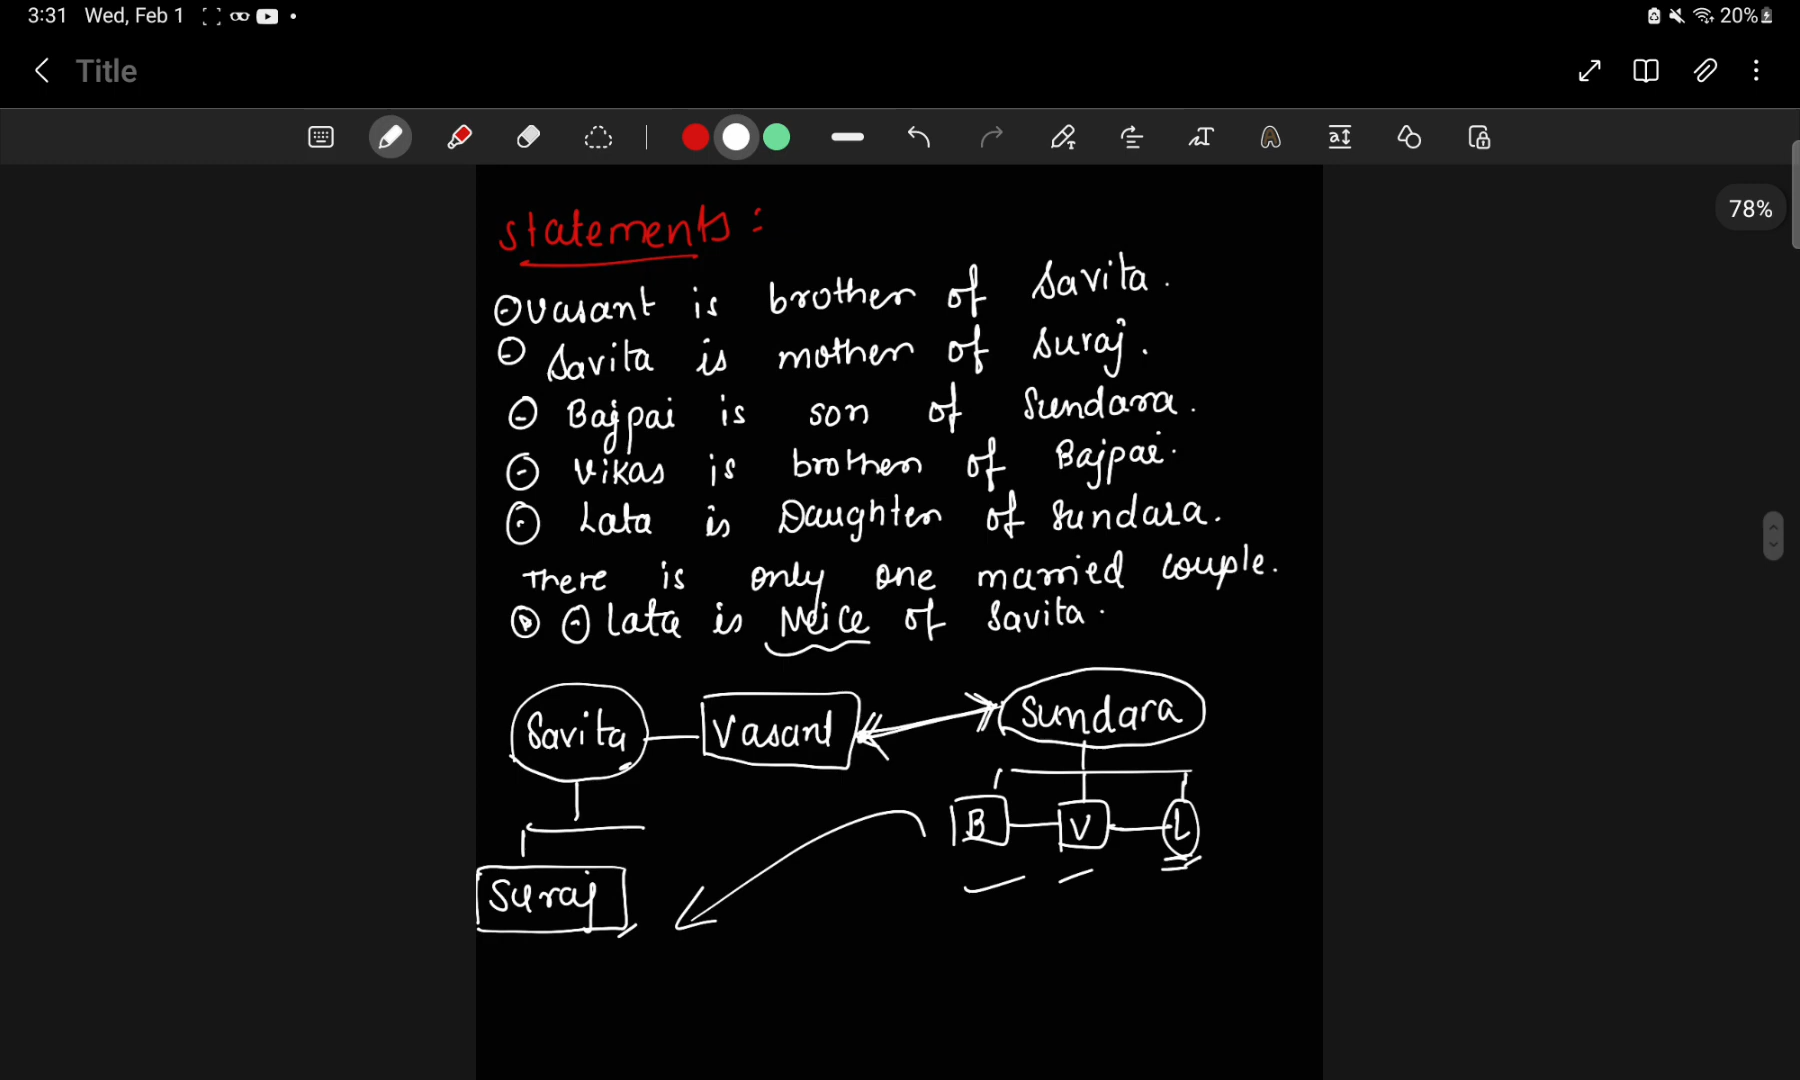 3:31 Wed, Feb 1 20%
Title
78%
Statements:
Vasant is brother of Savita.
Savita is mother of Suraj.
Bajpai is son of Sundara.
Vikas is brother of Bajpai.
Lata is Daughter of Sundara.
There is only one married couple.
Lata is Neice of Savita.
Savita Vasant Sundara
B V L
Suraj